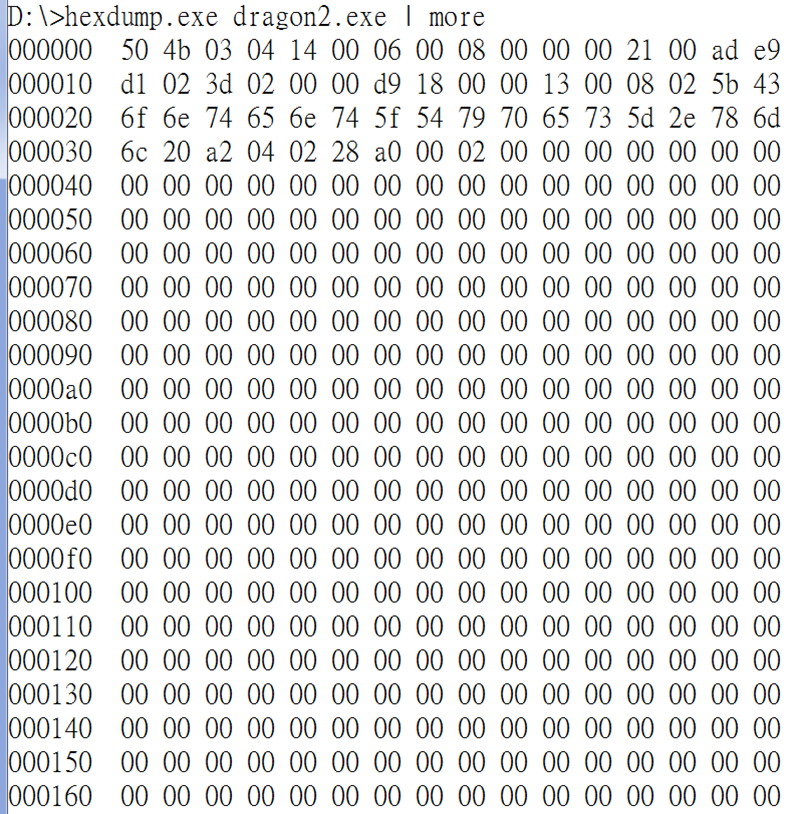 D:\>hexdump.exe dragon2.exe | more
000000 50 4b 03 04 14 00 06 00 08 00 00 00 21 00 ad e9
000010 d1 02 3d 02 00 00 d9 18 00 00 13 00 08 02 5b 43
000020 6f 6e 74 65 6e 74 5f 54 79 70 65 73 5d 2e 78 6d
000030 6c 20 a2 04 02 28 a0 00 02 00 00 00 00 00 00 00
000040 00 00 00 00 00 00 00 00 00 00 00 00 00 00 00 00
000050 00 00 00 00 00 00 00 00 00 00 00 00 00 00 00 00
000060 00 00 00 00 00 00 00 00 00 00 00 00 00 00 00 00
000070 00 00 00 00 00 00 00 00 00 00 00 00 00 00 00 00
000080 00 00 00 00 00 00 00 00 00 00 00 00 00 00 00 00
000090 00 00 00 00 00 00 00 00 00 00 00 00 00 00 00 00
0000a0 00 00 00 00 00 00 00 00 00 00 00 00 00 00 00 00
0000b0 00 00 00 00 00 00 00 00 00 00 00 00 00 00 00 00
0000c0 00 00 00 00 00 00 00 00 00 00 00 00 00 00 00 00
0000d0 00 00 00 00 00 00 00 00 00 00 00 00 00 00 00 00
0000e0 00 00 00 00 00 00 00 00 00 00 00 00 00 00 00 00
0000f0 00 00 00 00 00 00 00 00 00 00 00 00 00 00 00 00
000100 00 00 00 00 00 00 00 00 00 00 00 00 00 00 00 00
000110 00 00 00 00 00 00 00 00 00 00 00 00 00 00 00 00
000120 00 00 00 00 00 00 00 00 00 00 00 00 00 00 00 00
000130 00 00 00 00 00 00 00 00 00 00 00 00 00 00 00 00
000140 00 00 00 00 00 00 00 00 00 00 00 00 00 00 00 00
000150 00 00 00 00 00 00 00 00 00 00 00 00 00 00 00 00
000160 00 00 00 00 00 00 00 00 00 00 00 00 00 00 00 00